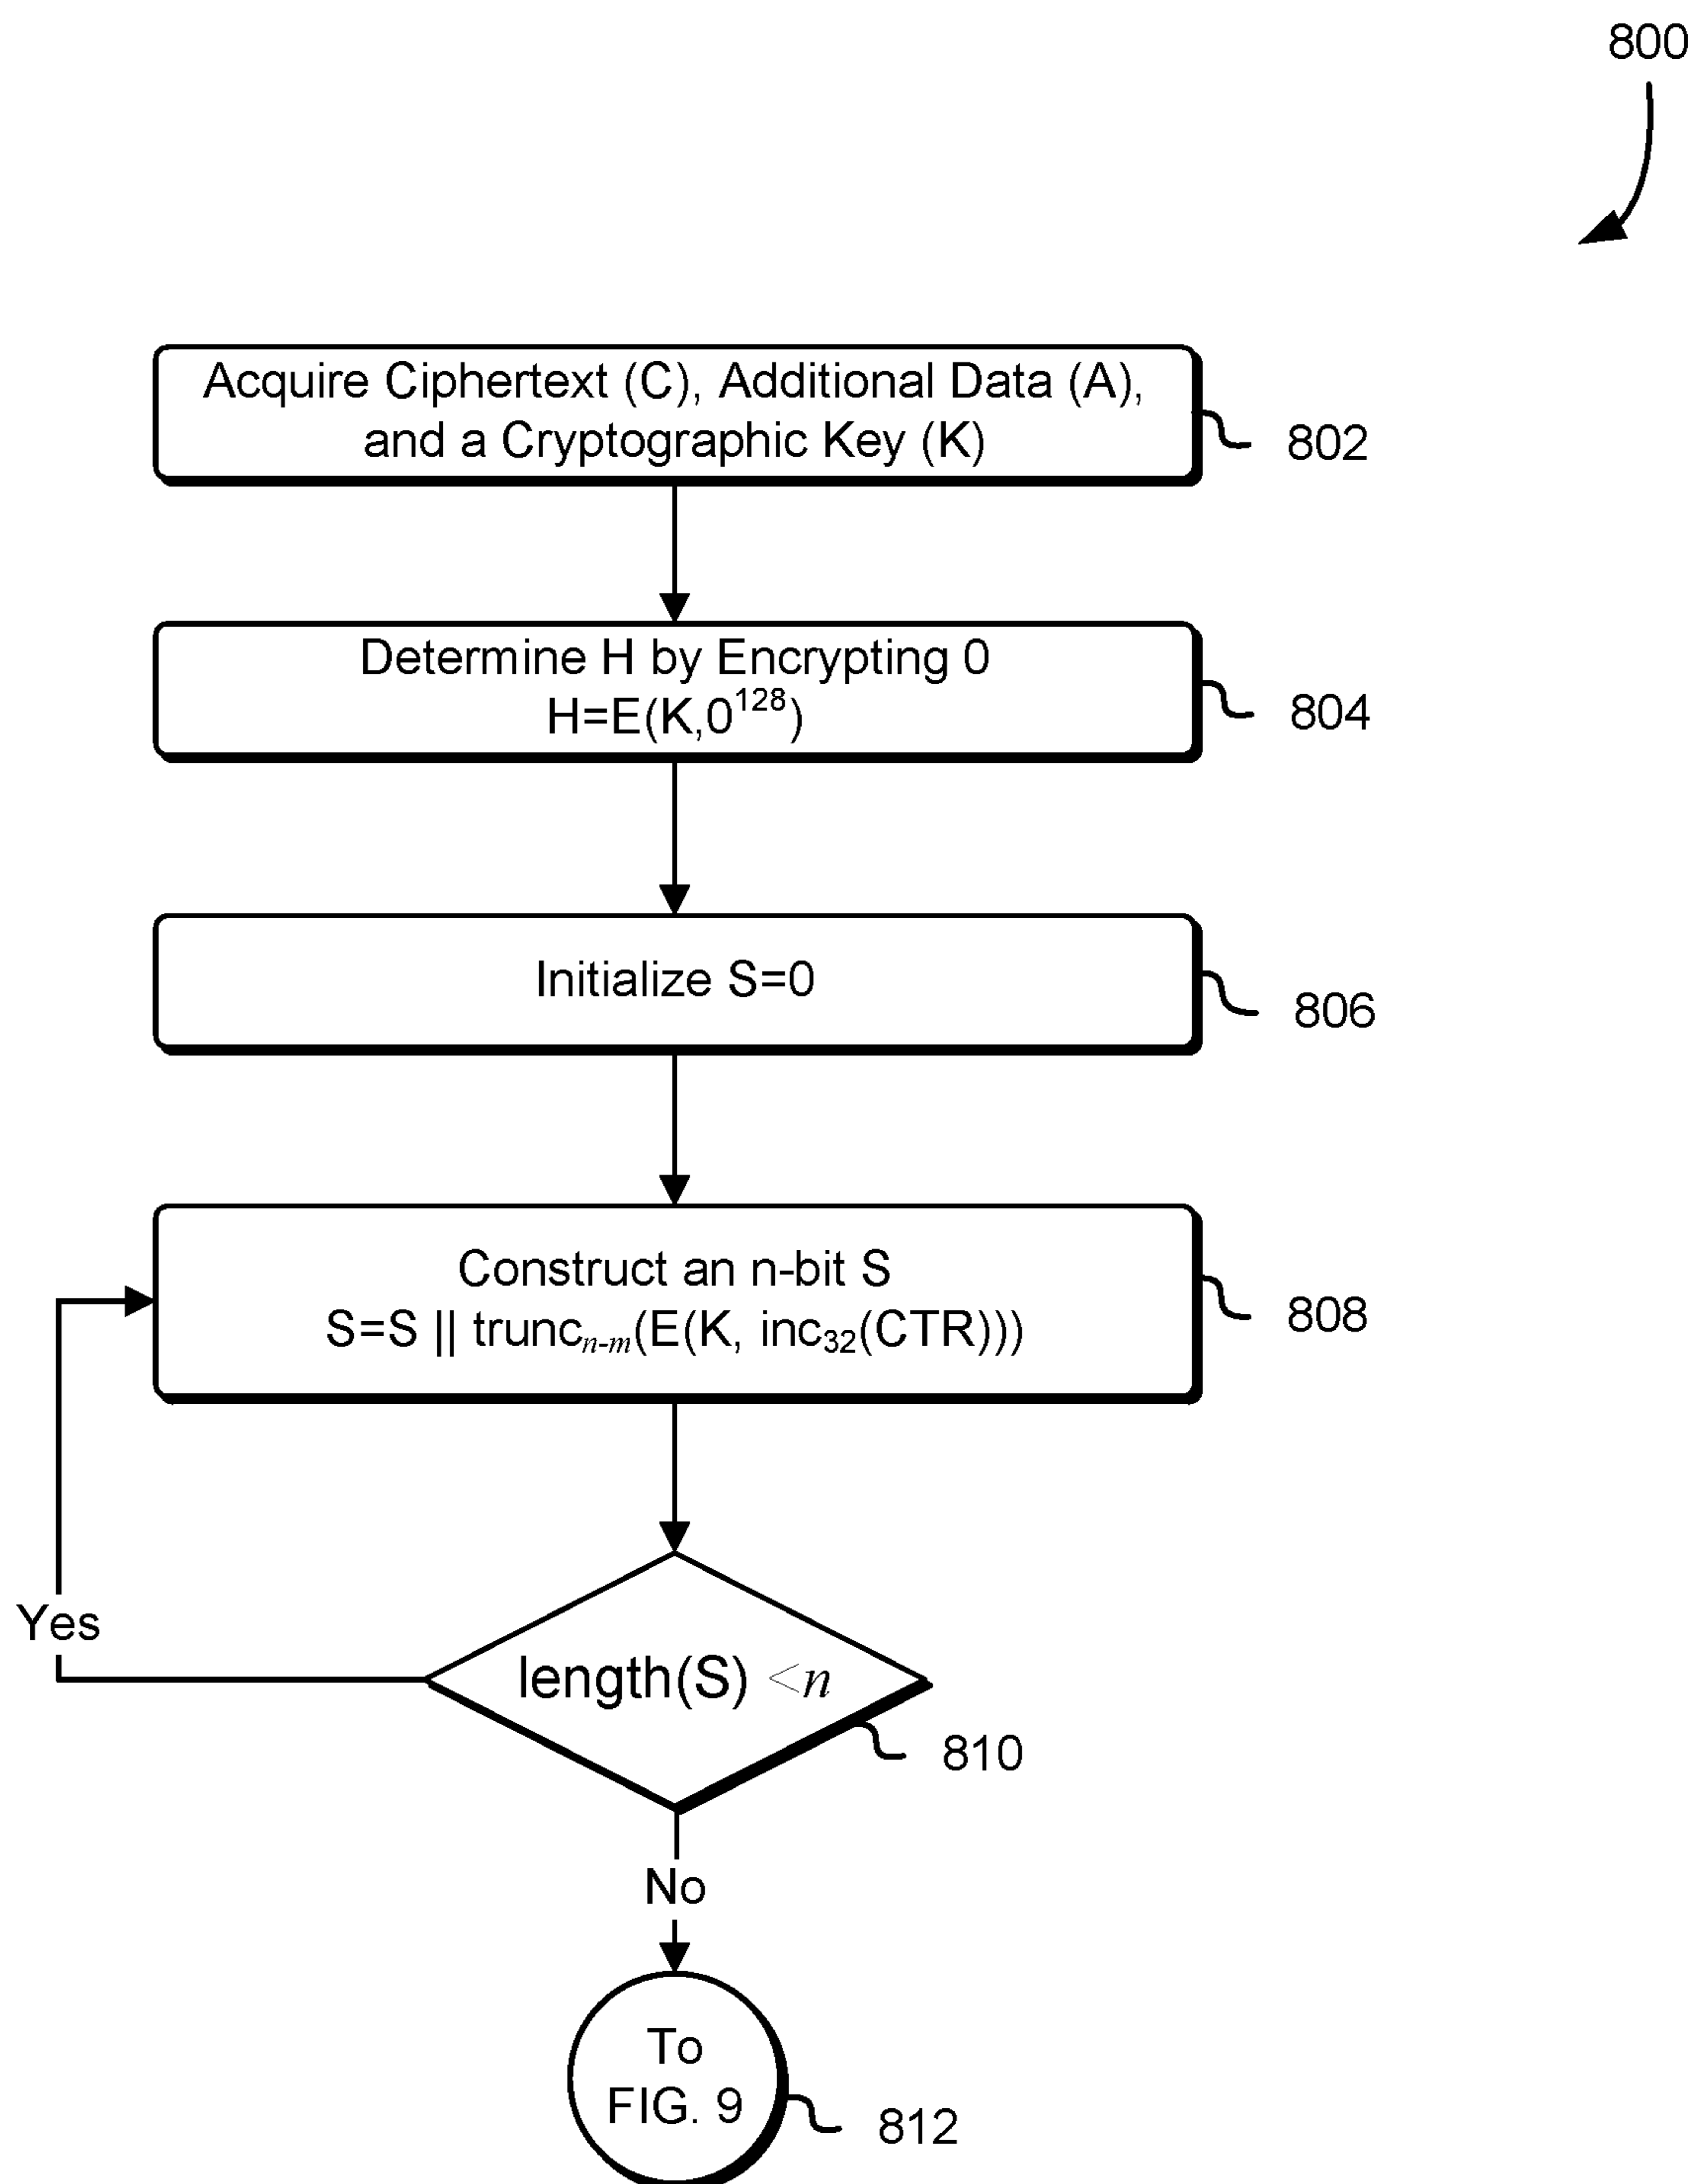 800
Acquire Ciphertext (C), Additional Data (A),
and a Cryptographic Key (K)
802
Determine H by Encrypting 0
H=E(K,0¹²⁸)
804
Initialize S=0
806
Construct an n-bit S
S=S || truncₙ₋ₘ(E(K, inc₃₂(CTR)))
808
Yes
length(S) <n
810
No
To
FIG. 9
812